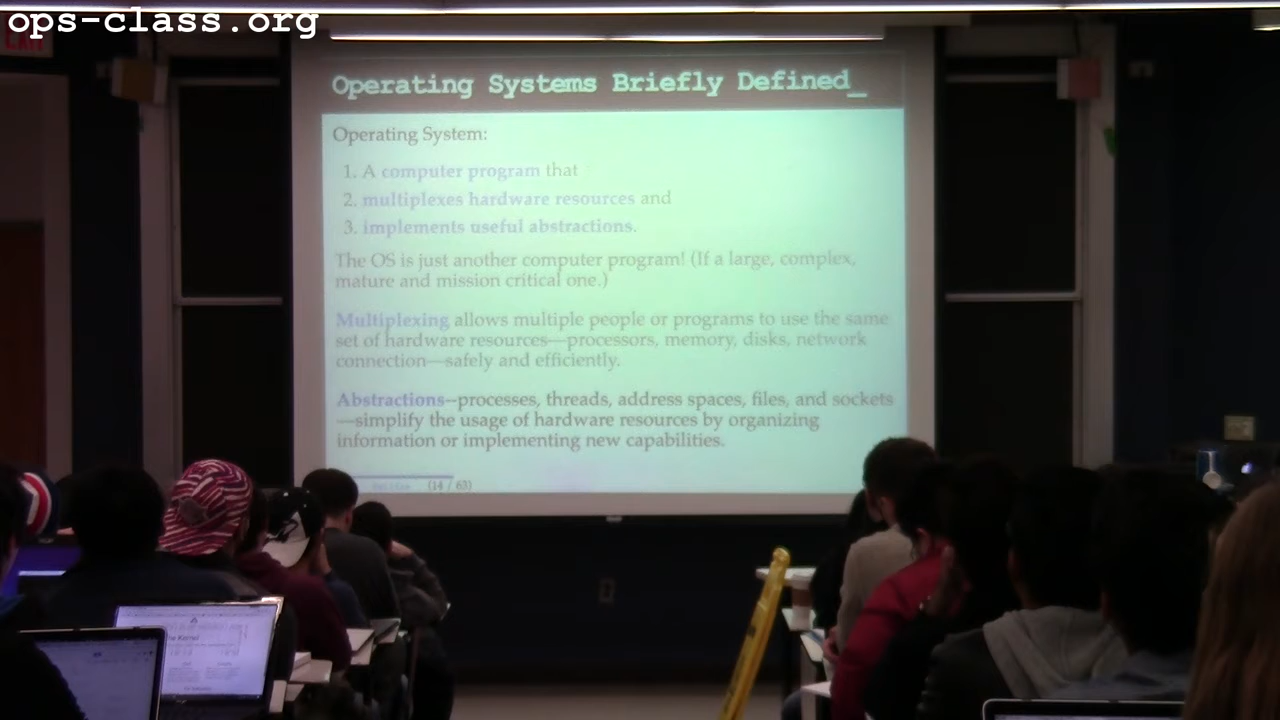 ops-class.org
EXIT
Operating Systems Briefly Defined_
Operating System:
1. A computer program that
2. multiplexes hardware resources and
3. implements useful abstractions.
The OS is just another computer program! (If a large, complex,
mature and mission critical one.)
Multiplexing allows multiple people or programs to use the same
set of hardware resources—processors, memory, disks, network
connection—safely and efficiently.
Abstractions—processes, threads, address spaces, files, and sockets
—simplify the usage of hardware resources by organizing
information or implementing new capabilities.
(14 / 63)
Kernel